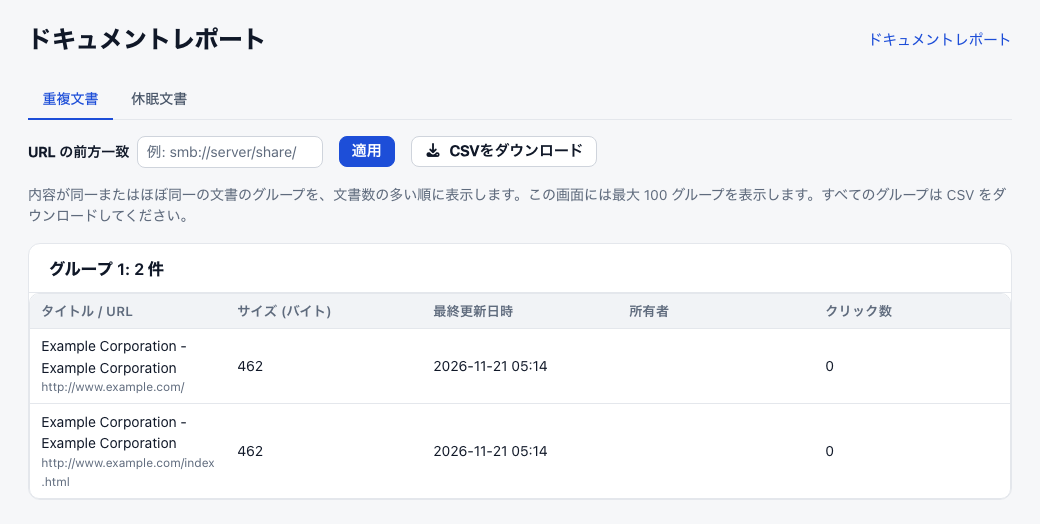 ドキュメントレポート
ドキュメントレポート
重複文書
休眠文書
URL の前方一致
例: smb://server/share/
適用
CSVをダウンロード
内容が同一またはほぼ同一の文書のグループを、文書数の多い順に表示します。この画面には最大 100 グループを表示します。すべてのグループは CSV をダ
ウンロードしてください。
グループ 1: 2 件
タイトル / URL
サイズ (バイト)
最終更新日時
所有者
クリック数
Example Corporation -
Example Corporation
http://www.example.com/
462
2026-11-21 05:14
0
Example Corporation -
Example Corporation
http://www.example.com/index
.html
462
2026-11-21 05:14
0